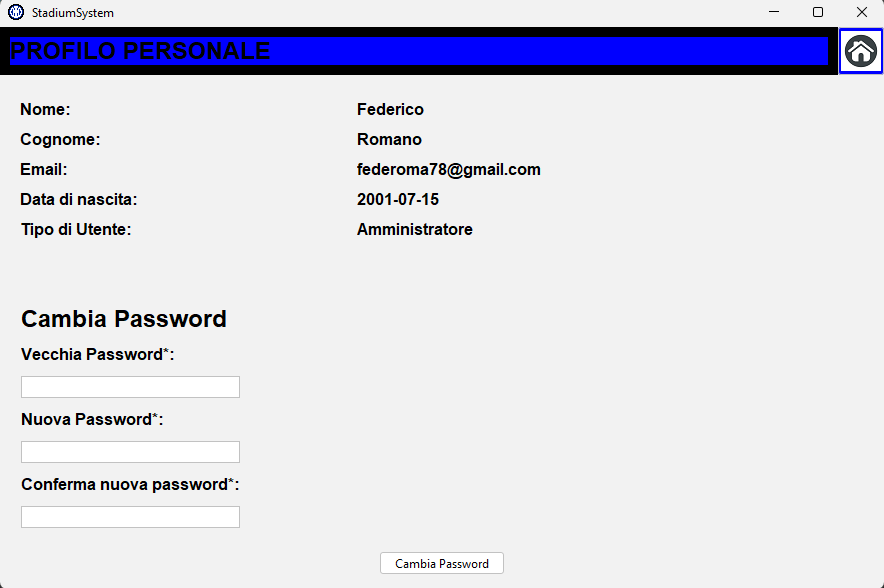 StadiumSystem
PROFILO PERSONALE
Nome: Federico
Cognome: Romano
Email: federoma78@gmail.com
Data di nascita: 2001-07-15
Tipo di Utente: Amministratore
Cambia Password
Vecchia Password*:
Nuova Password*:
Conferma nuova password*:
Cambia Password